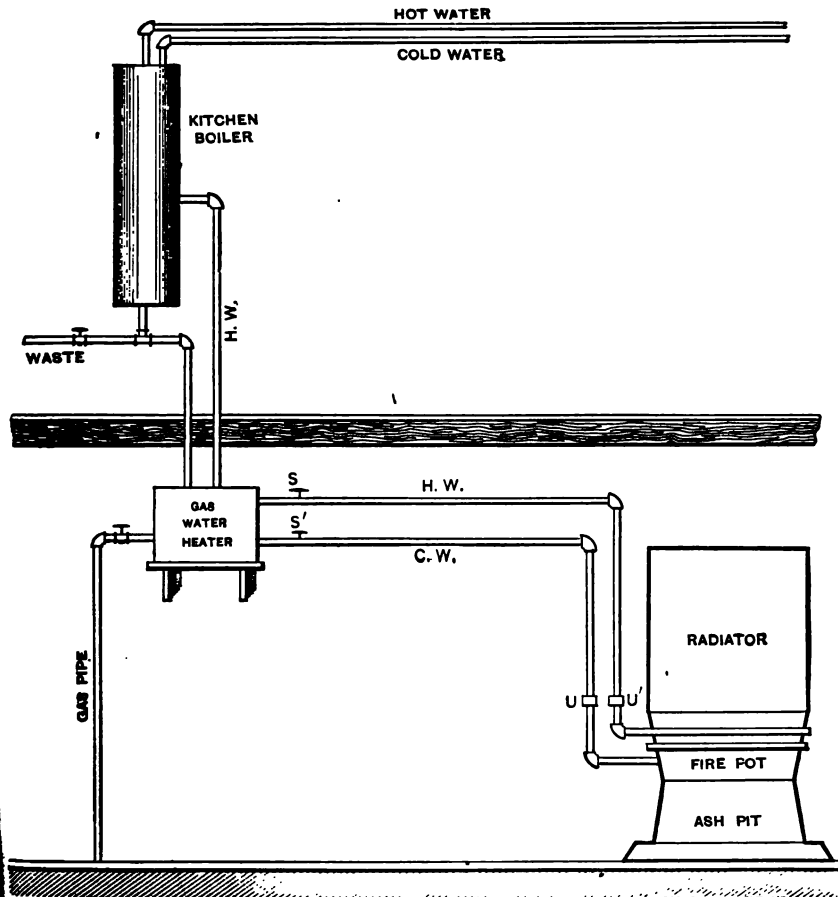 HOT WATER
COLD WATER
KITCHEN
BOILER
H. W.
WASTE
S
H. W.
GAS
WATER
HEATER
S'
C. W.
GAS PIPE
RADIATOR
U
U'
FIRE POT
ASH PIT